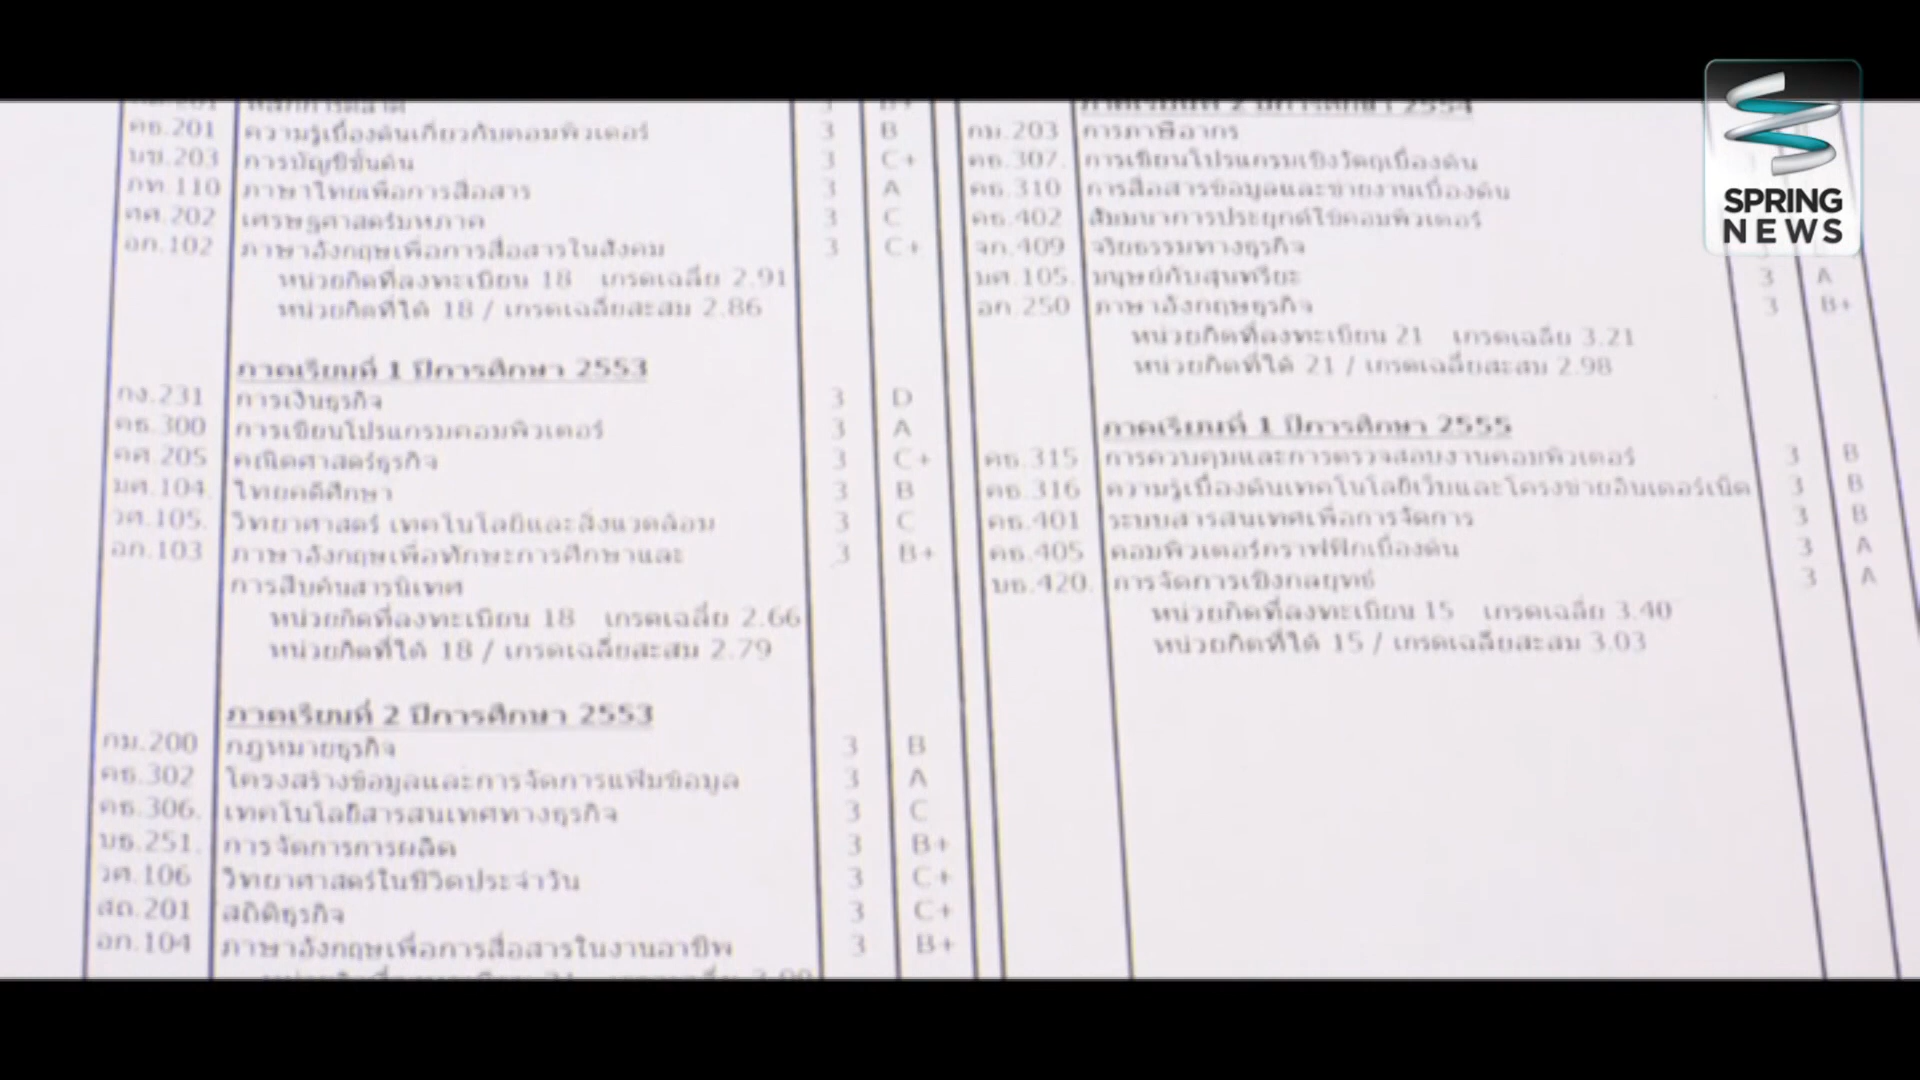 คธ.201 ความรู้เบื้องต้นเกี่ยวกับคอมพิวเตอร์ 3 B
บช.203 การบัญชีขั้นต้น 3 C+
ภท.110 ภาษาไทยเพื่อการสื่อสาร 3 A
ศศ.202 เศรษฐศาสตร์มหภาค 3 C
อก.102 ภาษาอังกฤษเพื่อการสื่อสารในสังคม 3 C+
หน่วยกิตที่ลงทะเบียน 18 เกรดเฉลี่ย 2.91
หน่วยกิตที่ได้ 18 / เกรดเฉลี่ยสะสม 2.86
ภาคเรียนที่ 1 ปีการศึกษา 2553
กง.231 การเงินธุรกิจ 3 D
คธ.300 การเขียนโปรแกรมคอมพิวเตอร์ 3 A
คศ.205 คณิตศาสตร์ธุรกิจ 3 C+
มศ.104. ไทยคดีศึกษา 3 B
วศ.105. วิทยาศาสตร์ เทคโนโลยีและสิ่งแวดล้อม 3 C
อก.103 ภาษาอังกฤษเพื่อทักษะการศึกษาและ 3 B+
การสืบค้นสารนิเทศ
หน่วยกิตที่ลงทะเบียน 18 เกรดเฉลี่ย 2.66
หน่วยกิตที่ได้ 18 / เกรดเฉลี่ยสะสม 2.79
ภาคเรียนที่ 2 ปีการศึกษา 2553
กม.200 กฎหมายธุรกิจ 3 B
คธ.302 โครงสร้างข้อมูลและการจัดการแฟ้มข้อมูล 3 A
คธ.306. เทคโนโลยีสารสนเทศทางธุรกิจ 3 C
บธ.251. การจัดการการผลิต 3 B+
วศ.106 วิทยาศาสตร์ในชีวิตประจำวัน 3 C+
สถ.201 สถิติธุรกิจ 3 C+
อก.104 ภาษาอังกฤษเพื่อการสื่อสารในงานอาชีพ 3 B+
ภาคเรียนที่ 2 ปีการศึกษา 2554
กม.203 การภาษีอากร
คธ.307. การเขียนโปรแกรมเชิงวัตถุเบื้องต้น
คธ.310 การสื่อสารข้อมูลและข่ายงานเบื้องต้น
คธ.402 สัมมนาการประยุกต์ใช้คอมพิวเตอร์
จก.409 จริยธรรมทางธุรกิจ
มศ.105. มนุษย์กับสุนทรียะ 3 A
อก.250 ภาษาอังกฤษธุรกิจ 3 B+
หน่วยกิตที่ลงทะเบียน 21 เกรดเฉลี่ย 3.21
หน่วยกิตที่ได้ 21 / เกรดเฉลี่ยสะสม 2.98
ภาคเรียนที่ 1 ปีการศึกษา 2555
คธ.315 การควบคุมและการตรวจสอบงานคอมพิวเตอร์ 3 B
คธ.316 ความรู้เบื้องต้นเทคโนโลยีเว็บและโครงข่ายอินเตอร์เน็ต 3 B
คธ.401 ระบบสารสนเทศเพื่อการจัดการ 3 B
คธ.405 คอมพิวเตอร์กราฟฟิกเบื้องต้น 3 A
บธ.420. การจัดการเชิงกลยุทธ์ 3 A
หน่วยกิตที่ลงทะเบียน 15 เกรดเฉลี่ย 3.40
หน่วยกิตที่ได้ 15 / เกรดเฉลี่ยสะสม 3.03
SPRING
NEWS